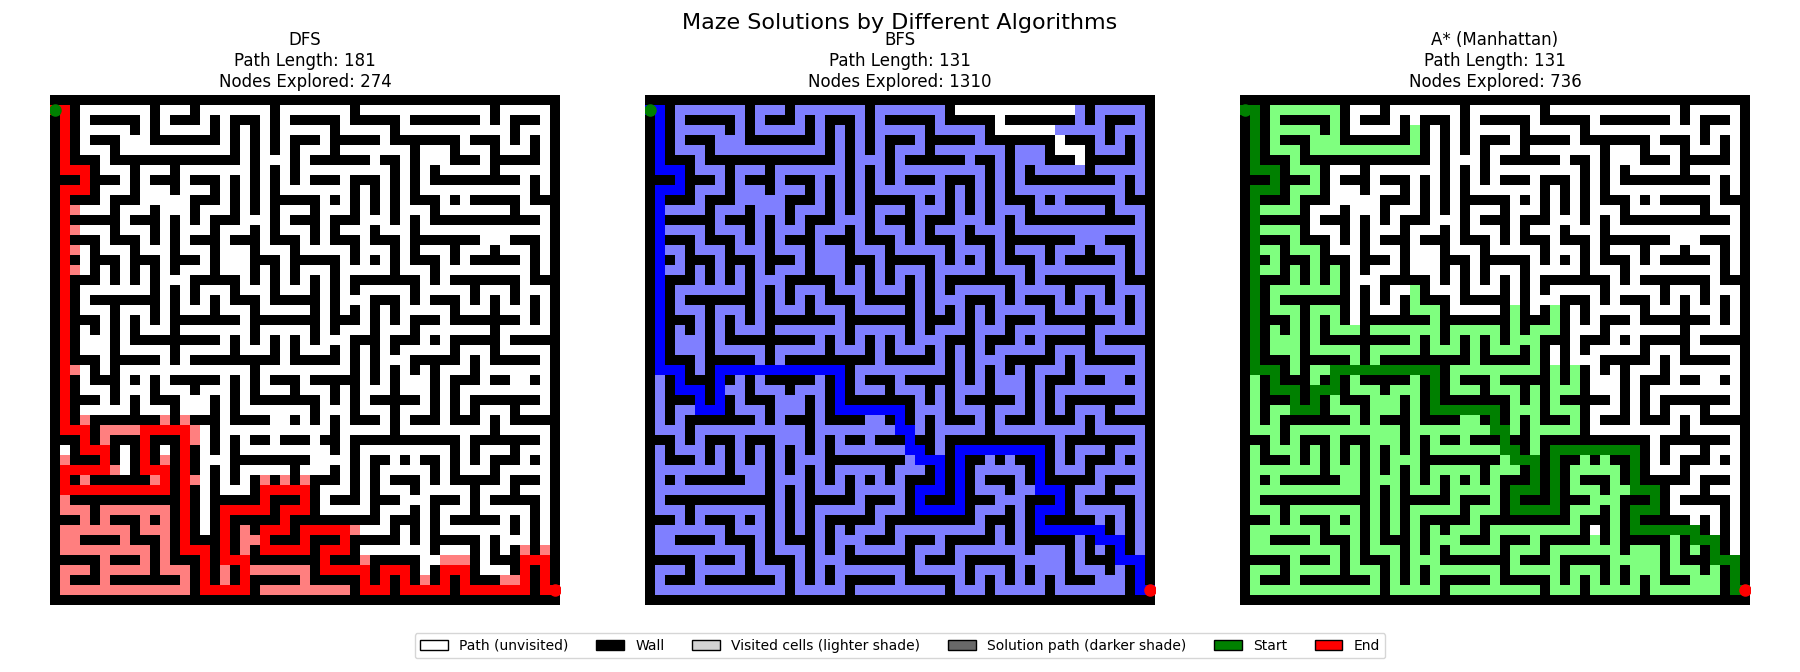 Maze Solutions by Different Algorithms
DFS
Path Length: 181
Nodes Explored: 274
BFS
Path Length: 131
Nodes Explored: 1310
A* (Manhattan)
Path Length: 131
Nodes Explored: 736
Path (unvisited)
Wall
Visited cells (lighter shade)
Solution path (darker shade)
Start
End